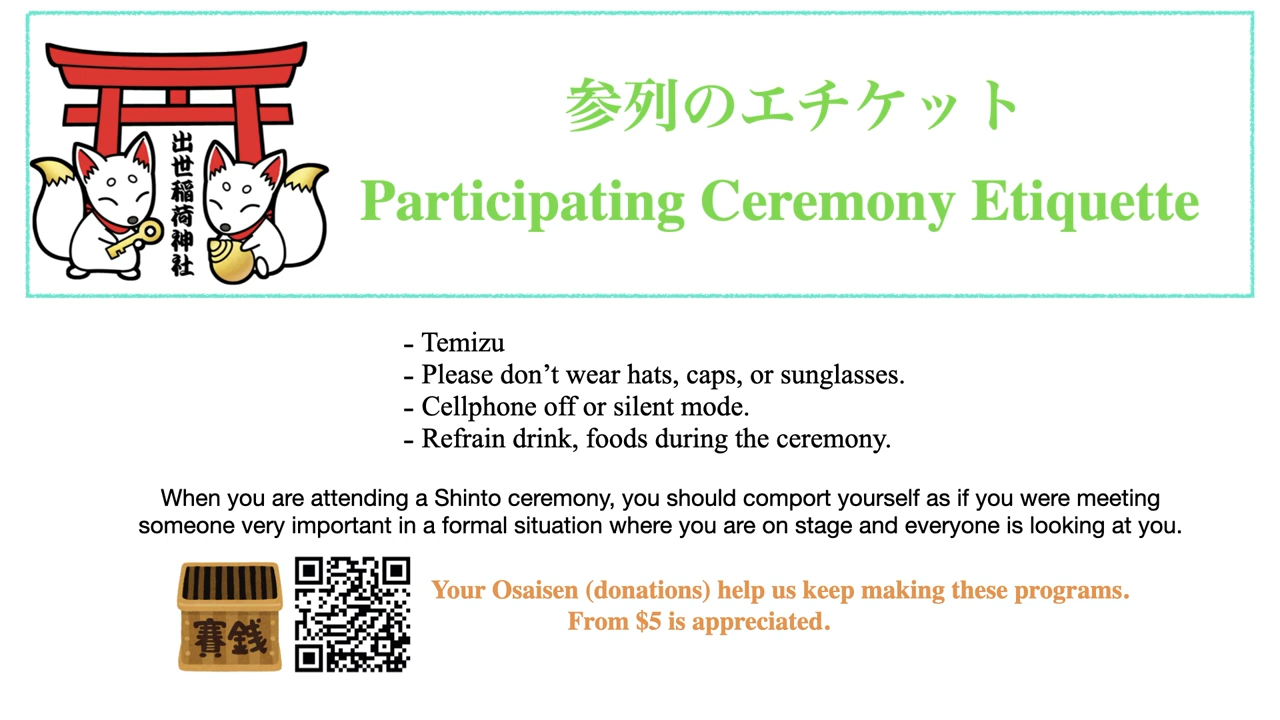 出世稲荷神社
参列のエチケット
Participating Ceremony Etiquette
- Temizu
- Please don’t wear hats, caps, or sunglasses.
- Cellphone off or silent mode.
- Refrain drink, foods during the ceremony.
When you are attending a Shinto ceremony, you should comport yourself as if you were meeting
someone very important in a formal situation where you are on stage and everyone is looking at you.
賽銭
Your Osaisen (donations) help us keep making these programs.
From $5 is appreciated.